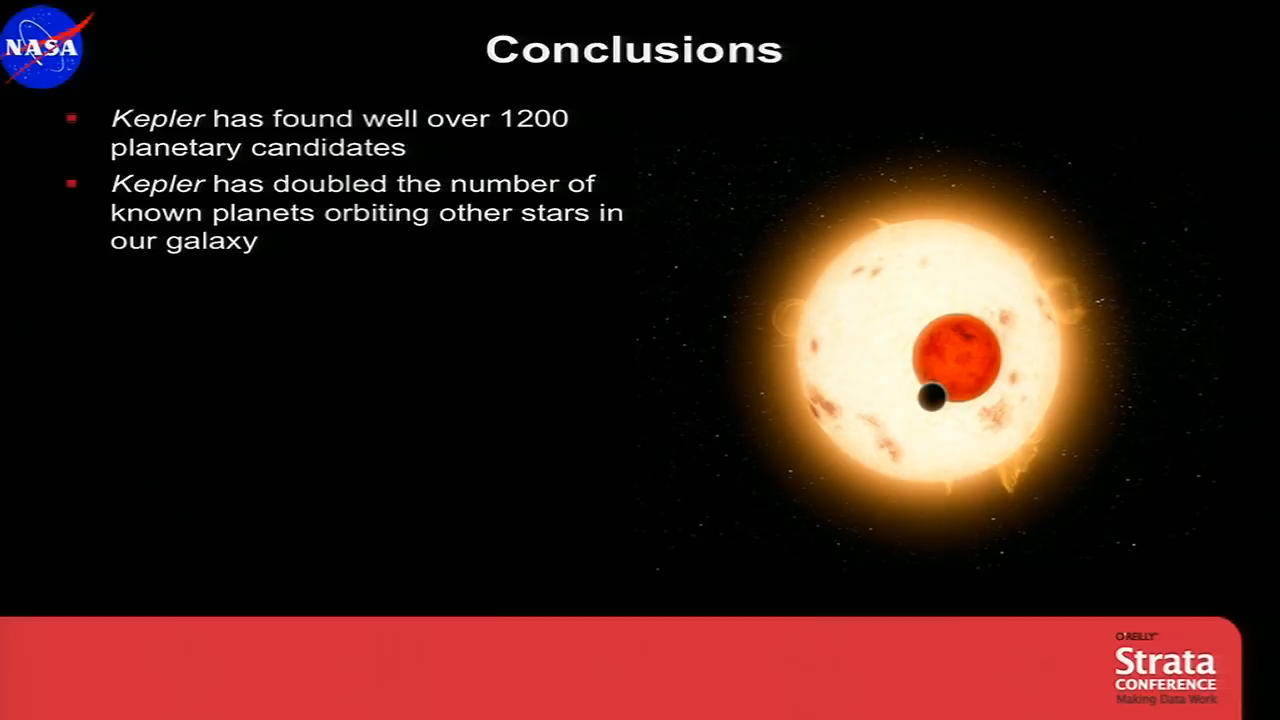 NASA
Conclusions
Kepler has found well over 1200
planetary candidates
Kepler has doubled the number of
known planets orbiting other stars in
our galaxy
O'REILLY
Strata
CONFERENCE
Making Data Work